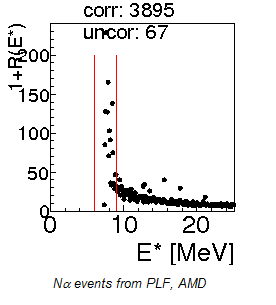 corr: 3895
uncor: 67
1+R(E*)
200
150
100
50
0
0 10 20
E* [MeV]
Nα events from PLF, AMD